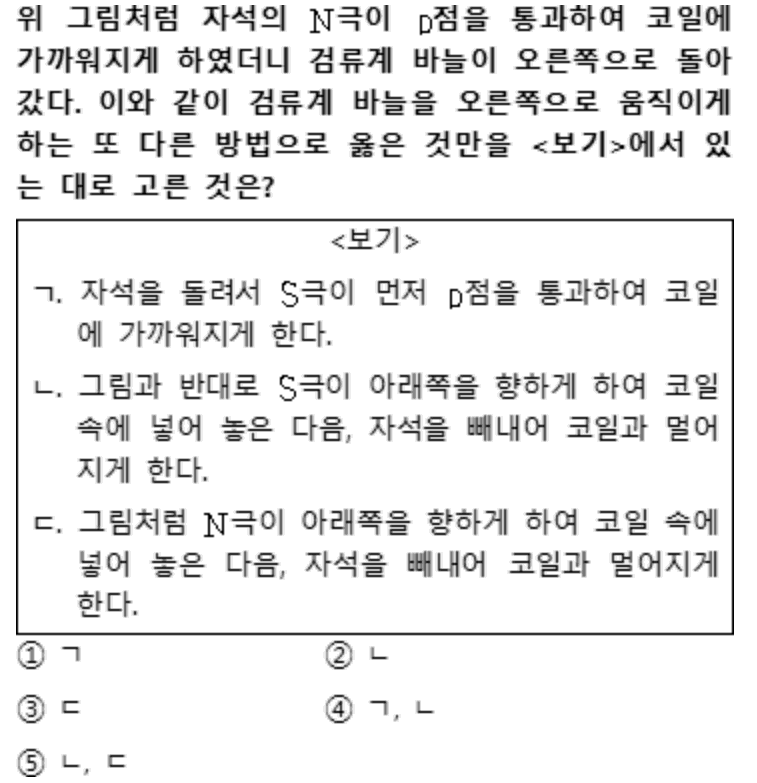 위 그림처럼 자석의 N극이 p점을 통과하여 코일에
가까워지게 하였더니 검류계 바늘이 오른쪽으로 돌아
갔다. 이와 같이 검류계 바늘을 오른쪽으로 움직이게
하는 또 다른 방법으로 옳은 것만을 <보기>에서 있
는 대로 고른 것은?
<보기>
ㄱ. 자석을 돌려서 S극이 먼저 p점을 통과하여 코일
에 가까워지게 한다.
ㄴ. 그림과 반대로 S극이 아래쪽을 향하게 하여 코일
속에 넣어 놓은 다음, 자석을 빼내어 코일과 멀어
지게 한다.
ㄷ. 그림처럼 N극이 아래쪽을 향하게 하여 코일 속에
넣어 놓은 다음, 자석을 빼내어 코일과 멀어지게
한다.
① ㄱ ② ㄴ
③ ㄷ ④ ㄱ, ㄴ
⑤ ㄴ, ㄷ